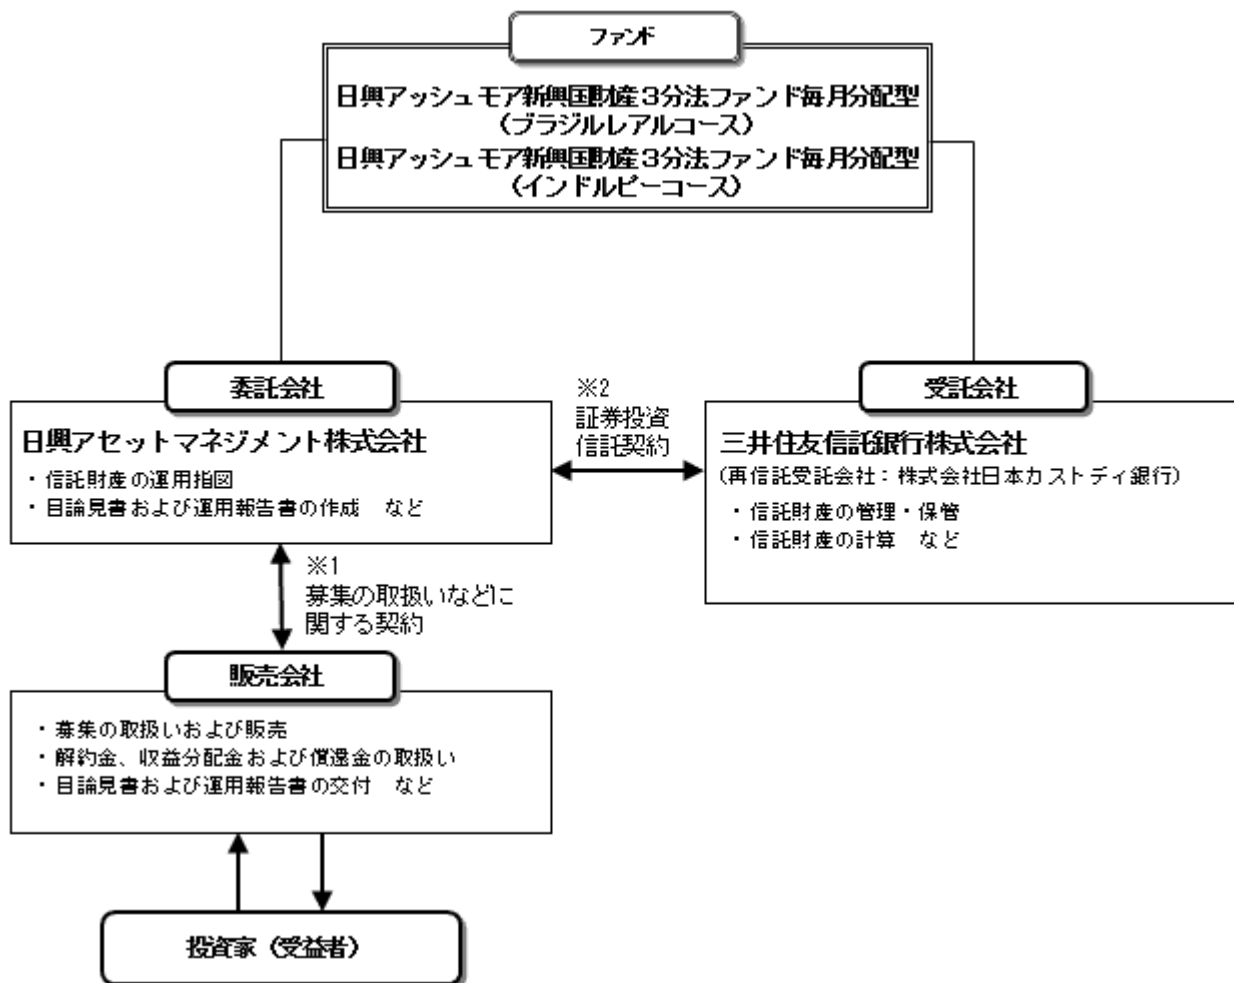 ファンド
日興アッシュモア新興国財産3分法ファンド毎月分配型
(ブラジルレアルコース)
日興アッシュモア新興国財産3分法ファンド毎月分配型
(インドルピーコース)
委託会社
日興アセットマネジメント株式会社
・信託財産の運用指図
・目論見書および運用報告書の作成 など
※2
証券投資
信託契約
受託会社
三井住友信託銀行株式会社
(再信託受託会社:株式会社日本カストディ銀行)
・信託財産の管理・保管
・信託財産の計算 など
※1
募集の取扱いなどに
関する契約
販売会社
・募集の取扱いおよび販売
・解約金、収益分配金および償還金の取扱い
・目論見書および運用報告書の交付 など
投資家(受益者)